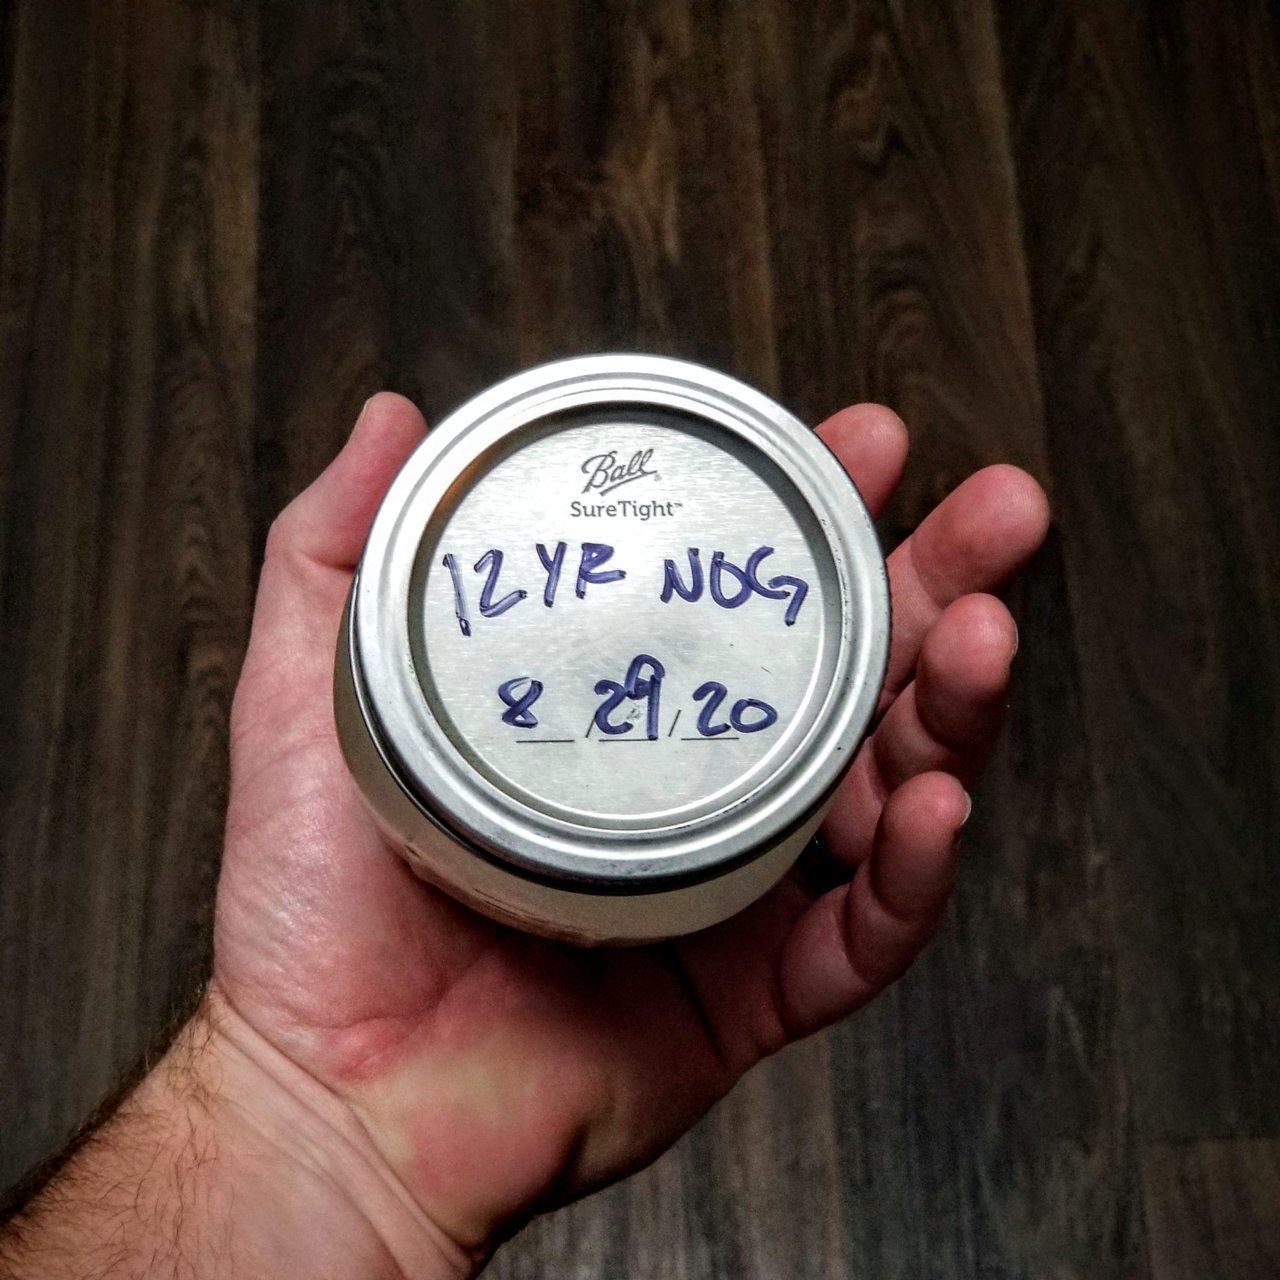 Ball
SureTight™
12 YR NOG
8/29/20